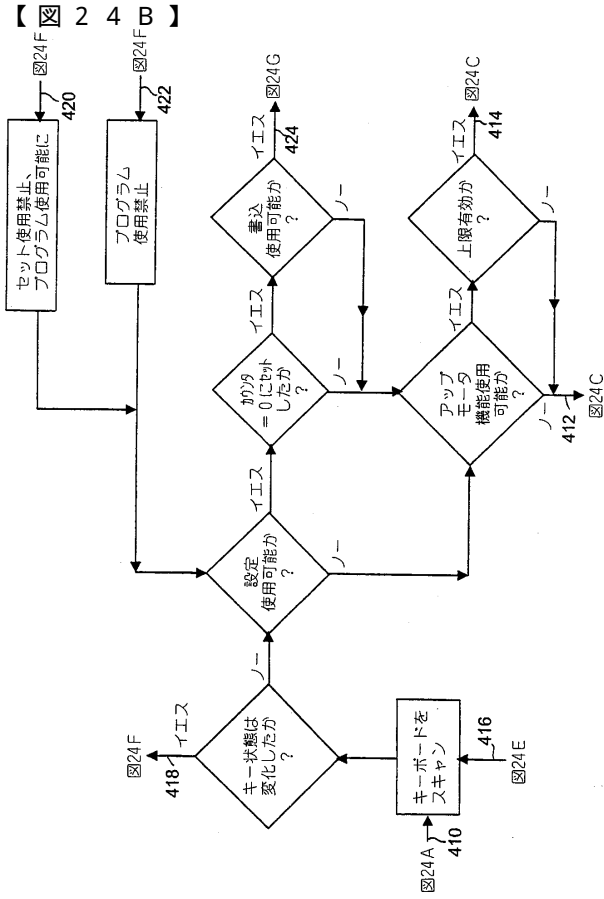 【図２４Ｂ】
図24A
410
キーボードを
スキャン
416
図24E
キー状態は
変化したか
?
イエス
418
図24F
ノー
設定
使用可能か
?
イエス
ノー
カウンタ
=0にセット
したか
?
イエス
ノー
書込
使用可能か
?
イエス
424
図24G
ノー
アップ
モータ
機能使用
可能か
?
イエス
ノー
412
図24C
上限有効か
?
イエス
414
図24C
ノー
セット使用禁止、
プログラム使用可能に
420
図24F
プログラム
使用禁止
422
図24F